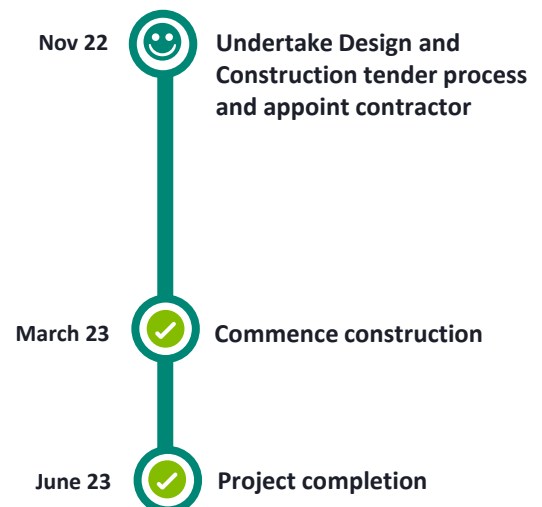 Nov 22
Undertake Design and
Construction tender process
and appoint contractor
March 23
Commence construction
June 23
Project completion